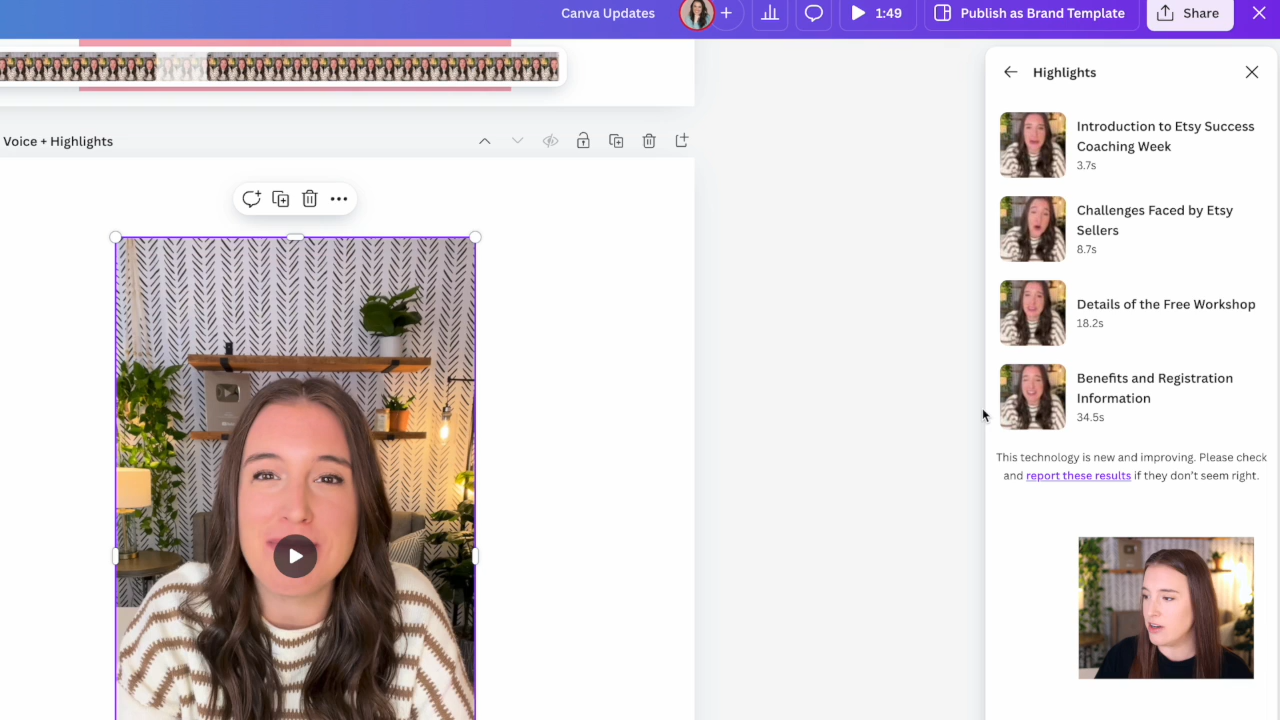 Canva Updates
1:49
Publish as Brand Template
Share
Highlights
Voice + Highlights
Introduction to Etsy Success
Coaching Week
3.7s
Challenges Faced by Etsy
Sellers
8.7s
Details of the Free Workshop
18.2s
Benefits and Registration
Information
34.5s
This technology is new and improving. Please check
and report these results if they don't seem right.